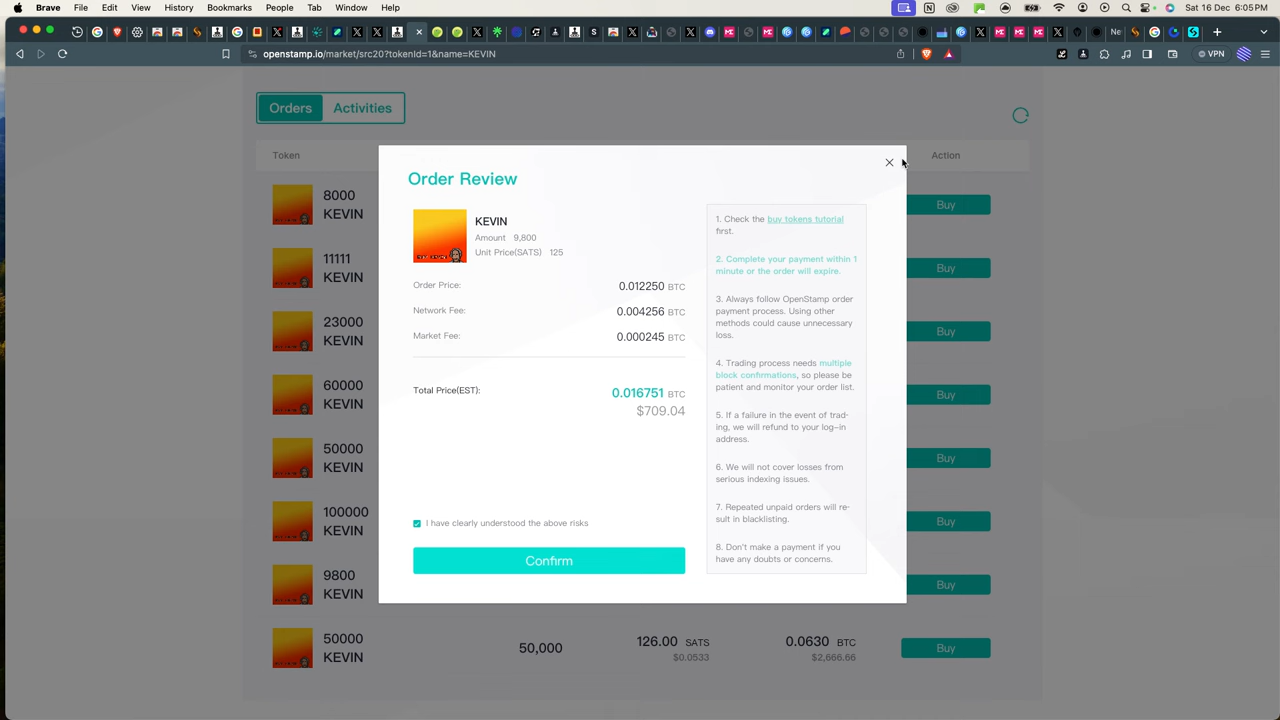 Brave File Edit View History Bookmarks People Tab Window Help
Sat 16 Dec 6:05 PM
openstamp.io/market/src20?tokenId=1&name=KEVIN
VPN
Orders Activities
Token Action
8000
KEVIN
Buy
11111
KEVIN
Buy
23000
KEVIN
Buy
60000
KEVIN
Buy
50000
KEVIN
Buy
100000
KEVIN
Buy
9800
KEVIN
Buy
50000
KEVIN
50,000
126.00 SATS
$0.0533
0.0630 BTC
$2,666.66
Buy
Order Review
KEVIN
Amount 9,800
Unit Price(SATS) 125
Order Price: 0.012250 BTC
Network Fee: 0.004256 BTC
Market Fee: 0.000245 BTC
Total Price(EST): 0.016751 BTC
$709.04
I have clearly understood the above risks
Confirm
1. Check the buy tokens tutorial
first.
2. Complete your payment within 1
minute or the order will expire.
3. Always follow OpenStamp order
payment process. Using other
methods could cause unnecessary
loss.
4. Trading process needs multiple
block confirmations, so please be
patient and monitor your order list.
5. If a failure in the event of trad-
ing, we will refund to your log-in
address.
6. We will not cover losses from
serious indexing issues.
7. Repeated unpaid orders will re-
sult in blacklisting.
8. Don't make a payment if you
have any doubts or concerns.